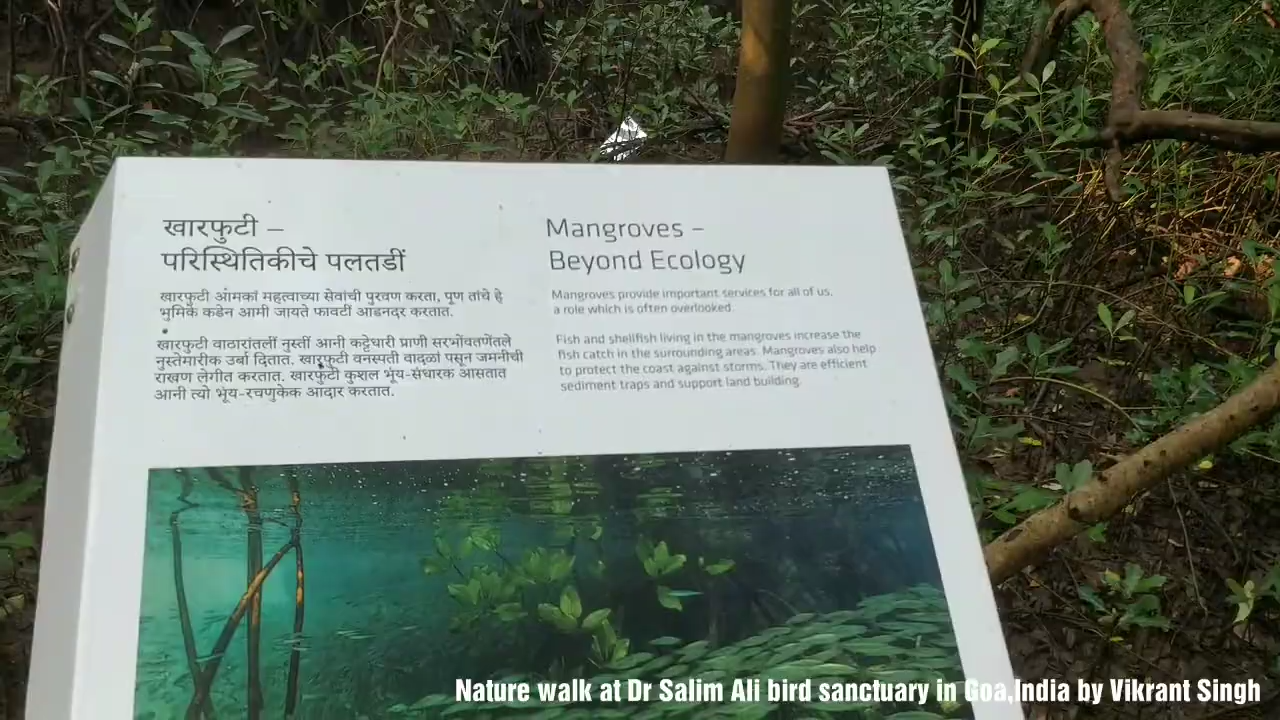 खारफुटी –
परिस्थितिकीचे पलतडीं
खारफुटी आमकां महत्वाच्या सेवांची पुरवण करता, पूण तांचे हे
भुमिके कडेन आमी जायते फावटीं आडनदर करतात.
खारफुटी वाठारांतलीं नुस्तीं आनी कट्टेधारी प्राणी सरभोंवतणेंतले
नुस्तेमारीक उर्बा दितात. खारफुटी वनस्पती वादळां पसून जमनीची
राखण लेगीत करतात. खारफुटी कुशल भूंय-संधारक आसतात
आनी त्यो भूंय-रचणुकेक आदार करतात.
Mangroves –
Beyond Ecology
Mangroves provide important services for all of us,
a role which is often overlooked.
Fish and shellfish living in the mangroves increase the
fish catch in the surrounding areas. Mangroves also help
to protect the coast against storms. They are efficient
sediment traps and support land building.
Nature walk at Dr Salim Ali bird sanctuary in Goa,India by Vikrant Singh